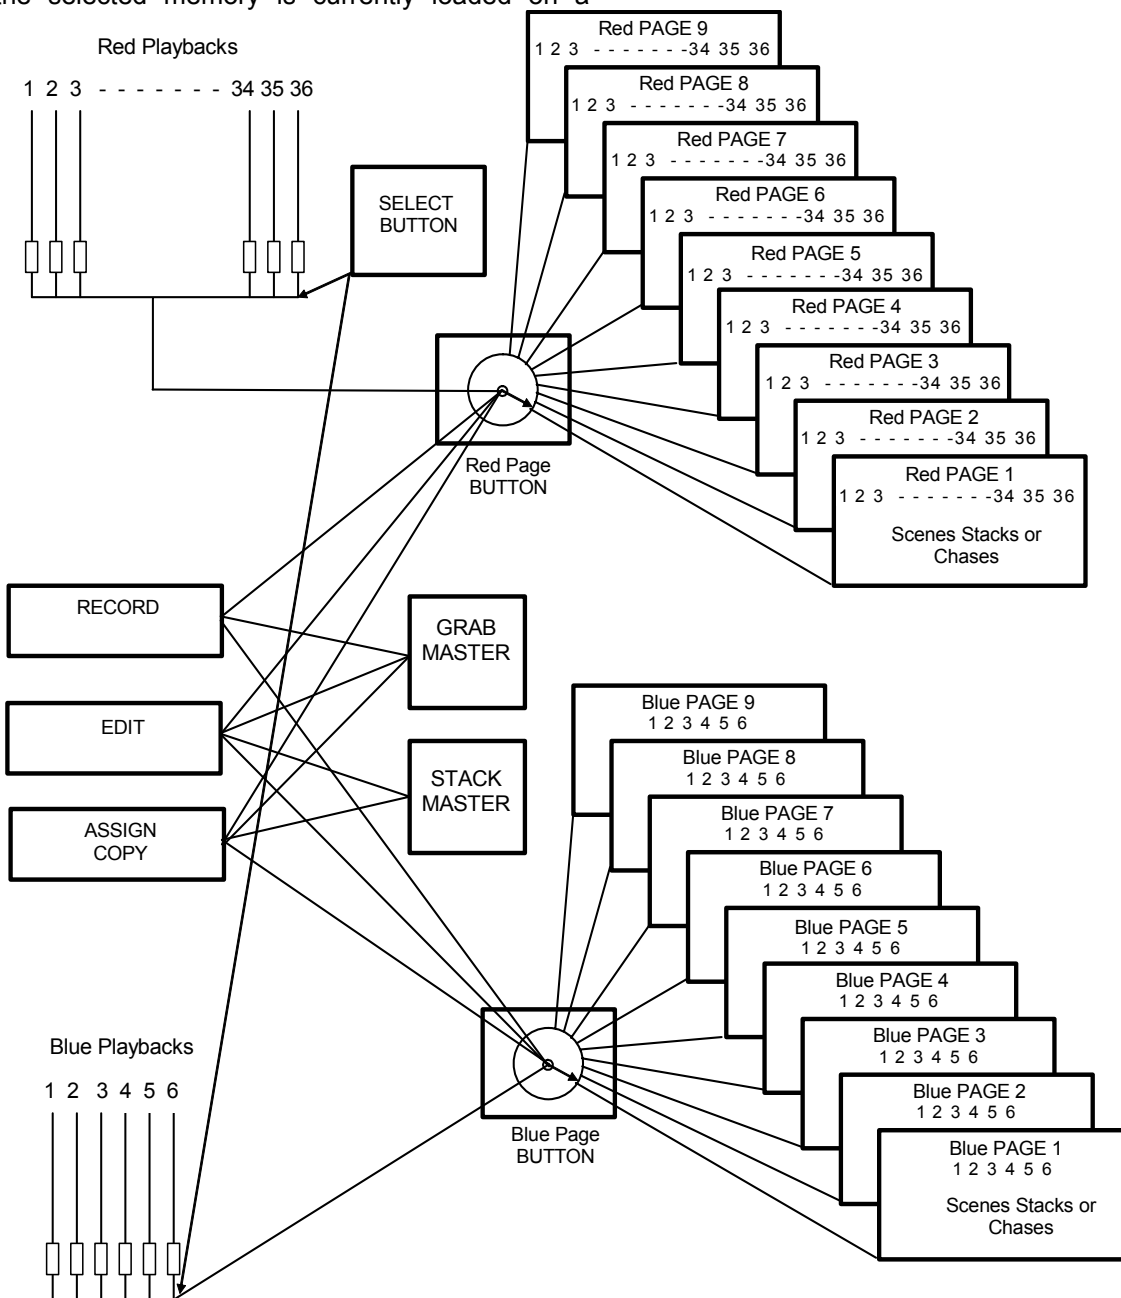 the selected memory is currently loaded on a
Red Playbacks
1 2 3 - - - - - - - 34 35 36
SELECT
BUTTON
Red PAGE 9
1 2 3 - - - - - - -34 35 36
Red PAGE 8
1 2 3 - - - - - - -34 35 36
Red PAGE 7
1 2 3 - - - - - - -34 35 36
Red PAGE 6
1 2 3 - - - - - - -34 35 36
Red PAGE 5
1 2 3 - - - - - - -34 35 36
Red PAGE 4
1 2 3 - - - - - - -34 35 36
Red PAGE 3
1 2 3 - - - - - - -34 35 36
Red PAGE 2
1 2 3 - - - - - - -34 35 36
Red PAGE 1
1 2 3 - - - - - - -34 35 36
Scenes Stacks or
Chases
Red Page
BUTTON
RECORD
EDIT
ASSIGN
COPY
GRAB
MASTER
STACK
MASTER
Blue PAGE 9
1 2 3 4 5 6
Blue PAGE 8
1 2 3 4 5 6
Blue PAGE 7
1 2 3 4 5 6
Blue PAGE 6
1 2 3 4 5 6
Blue PAGE 5
1 2 3 4 5 6
Blue PAGE 4
1 2 3 4 5 6
Blue PAGE 3
1 2 3 4 5 6
Blue PAGE 2
1 2 3 4 5 6
Blue PAGE 1
1 2 3 4 5 6
Scenes Stacks or
Chases
Blue Page
BUTTON
Blue Playbacks
1 2 3 4 5 6